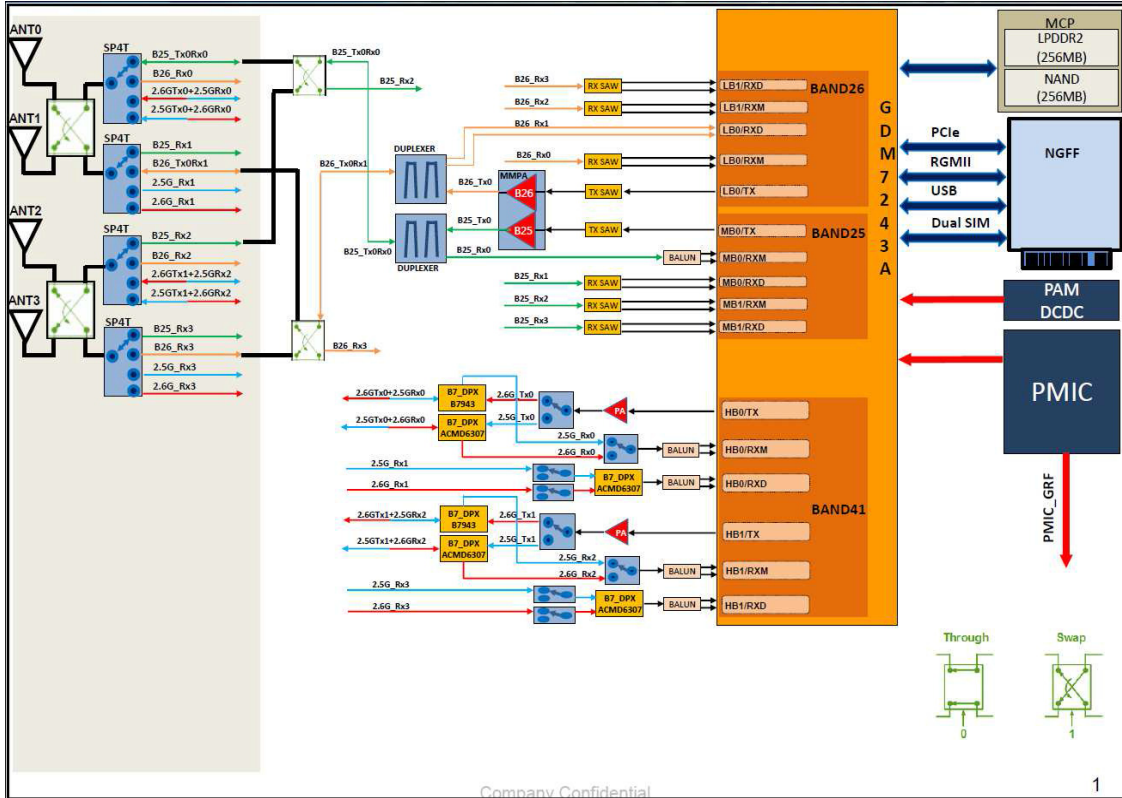 1
ANT0
ANT1
ANT2
ANT3
SP4T
B25_Tx0Rx0
B26_Rx0
2.6GTx0+2.5GRx0
2.5GTx0+2.6GRx0
SP4T
B25_Rx1
B26_Tx0Rx1
2.5G_Rx1
2.6G_Rx1
SP4T
B25_Rx2
B26_Rx2
2.6GTx1+2.5GRx2
2.5GTx1+2.6GRx2
SP4T
B25_Rx3
B26_Rx3
2.5G_Rx3
2.6G_Rx3
B25_Tx0Rx0
B25_Rx2
B26_Tx0Rx1
B25_Tx0Rx0
B26_Rx3
DUPLEXER
DUPLEXER
B26_Rx3
RX SAW
B26_Rx2
RX SAW
B26_Rx1
B26_Rx0
RX SAW
MMPA
B26_Tx0
B26
TX SAW
B25_Tx0
B25
TX SAW
B25_Rx0
BALUN
B25_Rx1
RX SAW
B25_Rx2
RX SAW
B25_Rx3
RX SAW
BAND26
LB1/RXD
LB1/RXM
LB0/RXD
LB0/RXM
LB0/TX
BAND25
MB0/TX
MB0/RXM
MB0/RXD
MB1/RXM
MB1/RXD
BAND41
HB0/TX
HB0/RXM
HB0/RXD
HB1/TX
HB1/RXM
HB1/RXD
G
D
M
7
2
4
3
A
2.6GTx0+2.5GRx0
B7_DPX
B7943
2.6G_Tx0
PA
2.5GTx0+2.6GRx0
B7_DPX
ACMD6307
2.5G_Tx0
2.5G_Rx0
2.6G_Rx0
BALUN
2.5G_Rx1
2.6G_Rx1
B7_DPX
ACMD6307
BALUN
2.6GTx1+2.5GRx2
B7_DPX
B7943
2.6G_Tx1
PA
2.5GTx1+2.6GRx2
B7_DPX
ACMD6307
2.5G_Tx1
2.5G_Rx2
2.6G_Rx2
BALUN
2.5G_Rx3
2.6G_Rx3
B7_DPX
ACMD6307
BALUN
MCP
LPDDR2
(256MB)
NAND
(256MB)
PCIe
RGMII
USB
Dual SIM
NGFF
PAM
DCDC
PMIC
PMIC_GRF
Through
0
Swap
1
Company Confidential
1